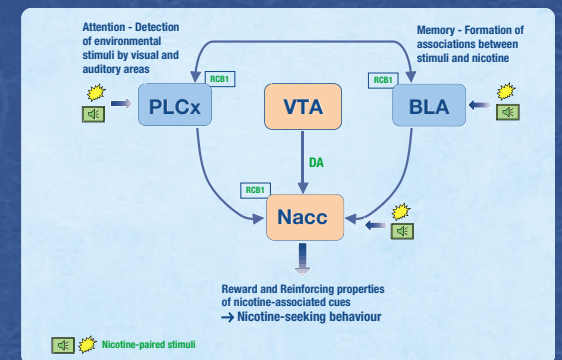 Attention - Detection
of environmental
stimuli by visual and
auditory areas
Memory - Formation of
associations between
stimuli and nicotine
RCB1
RCB1
PLCx
VTA
BLA
DA
RCB1
Nacc
Reward and Reinforcing properties
of nicotine-associated cues
→ Nicotine-seeking behaviour
Nicotine-paired stimuli